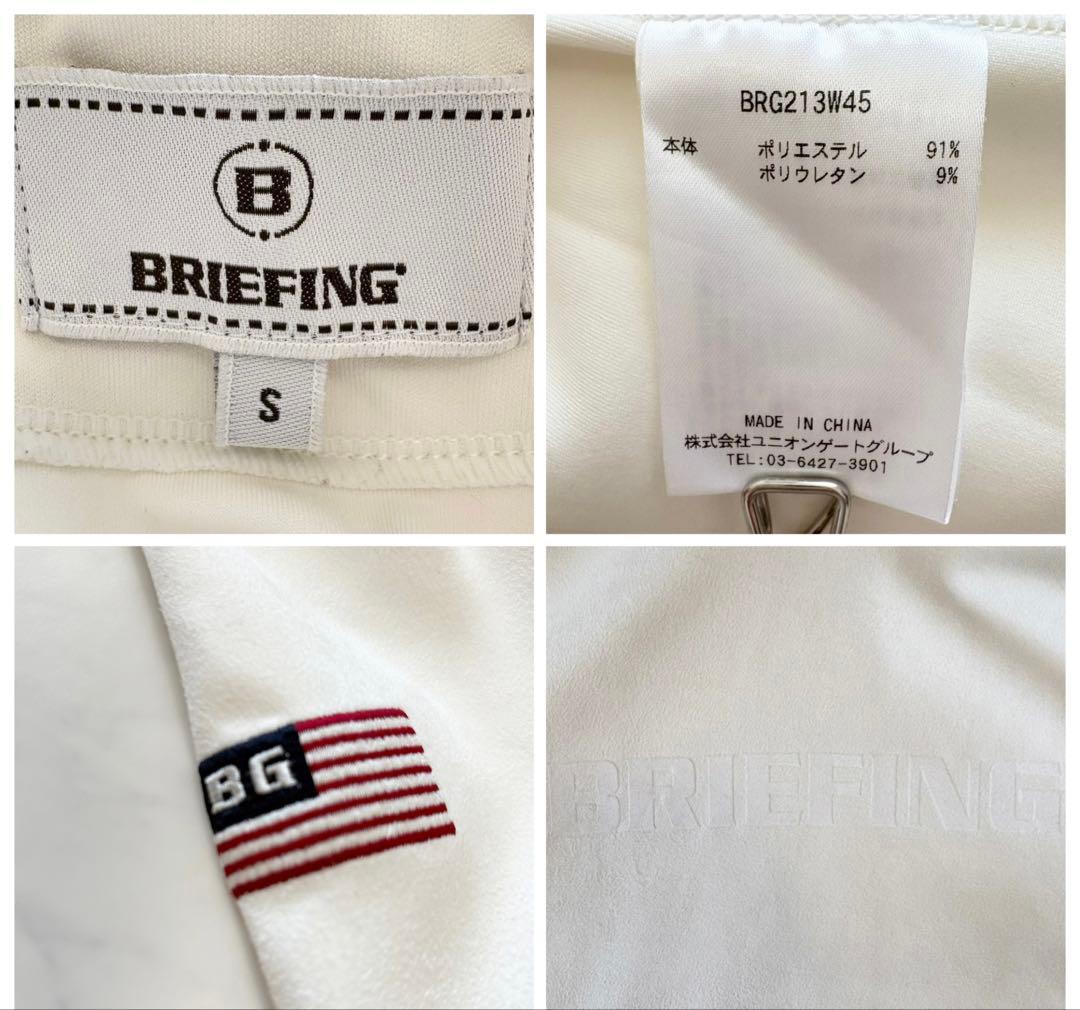 B
BRIEFING
S
BRG213W45
本体 ポリエステル 91%
ポリウレタン 9%
MADE IN CHINA
株式会社ユニオンゲートグループ
TEL:03-6427-3901
BG
BRIEFING